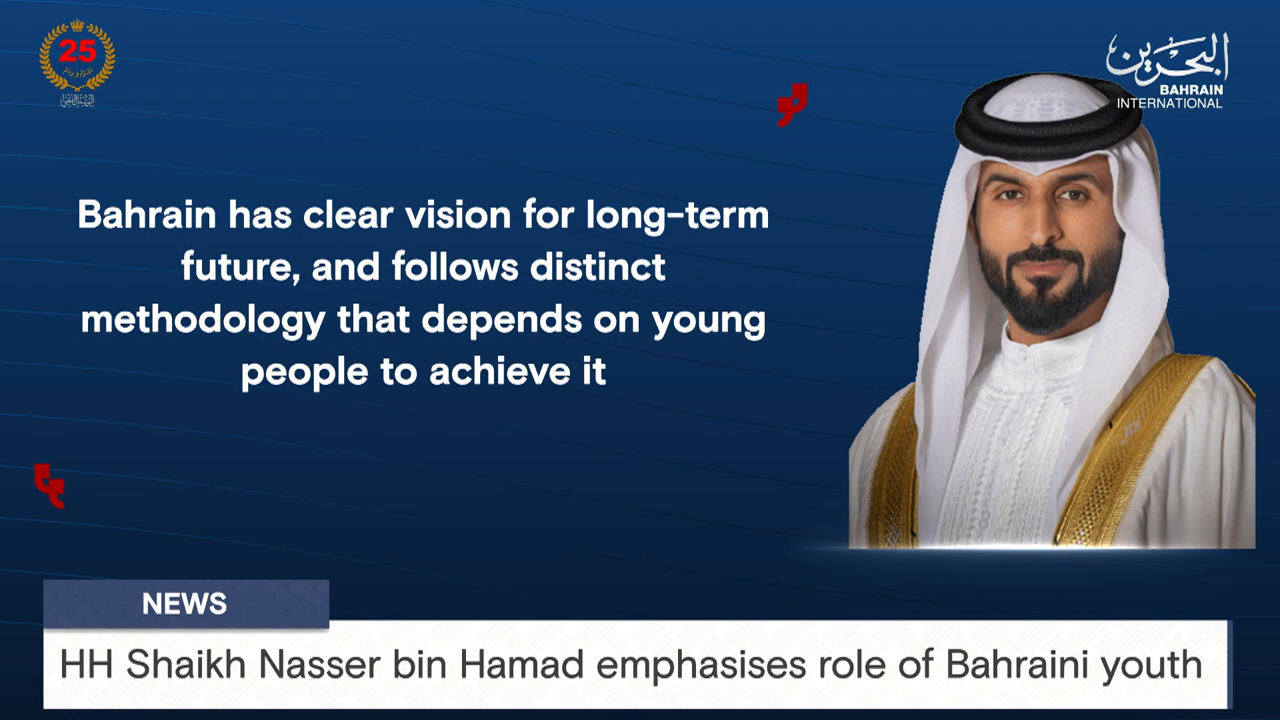 25
البحرين
BAHRAIN
INTERNATIONAL
Bahrain has clear vision for long-term
future, and follows distinct
methodology that depends on young
people to achieve it
NEWS
HH Shaikh Nasser bin Hamad emphasises role of Bahraini youth